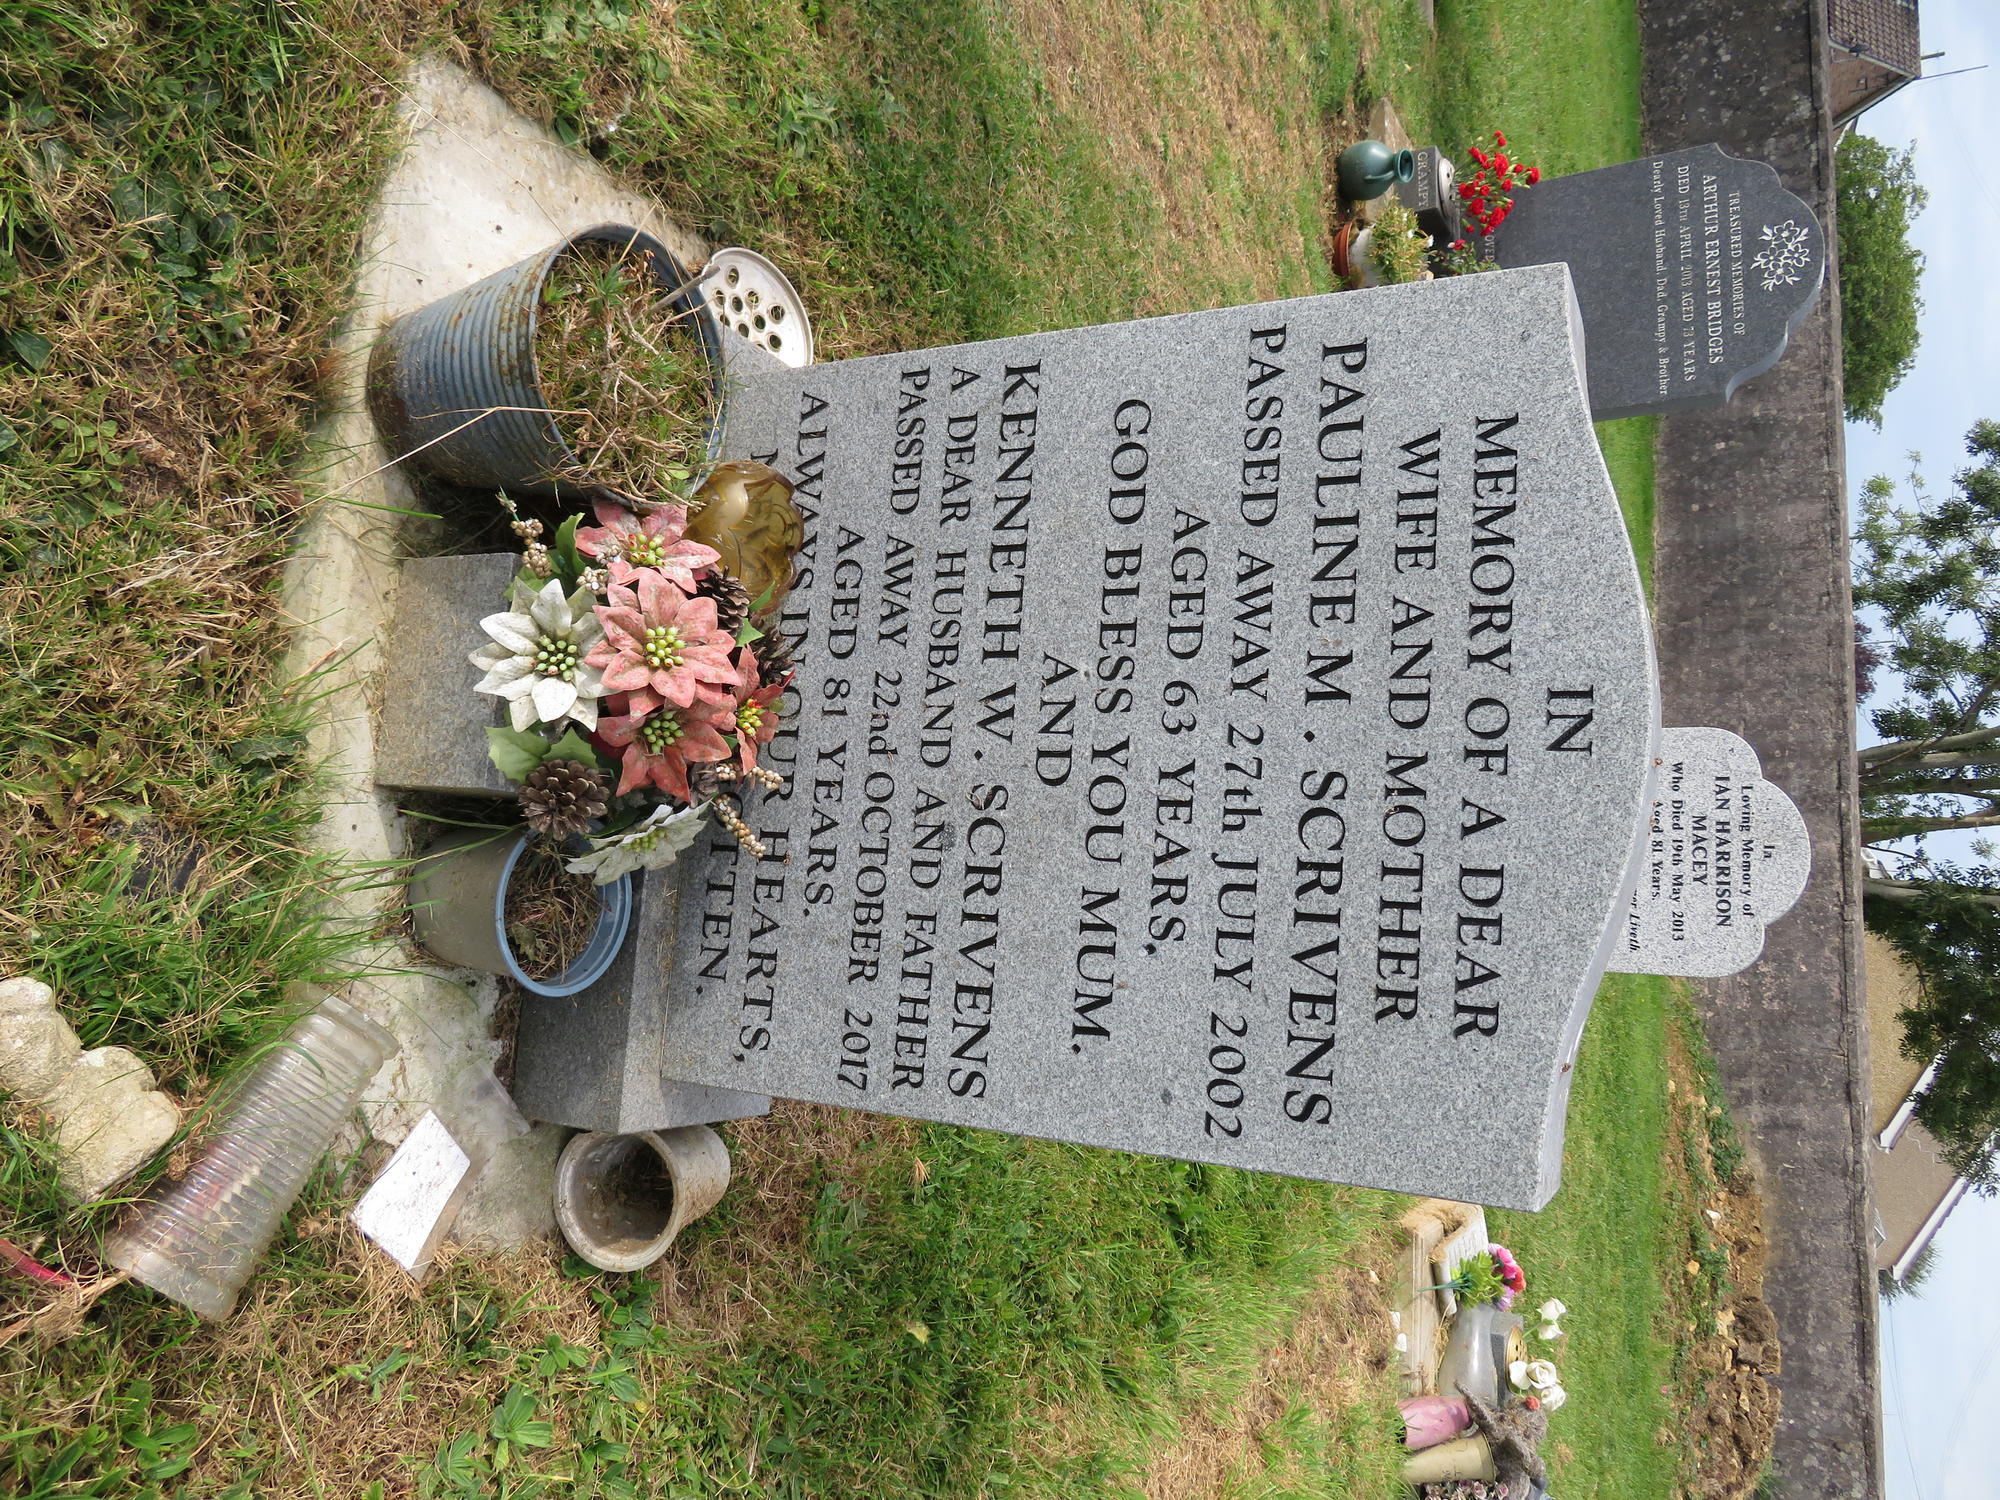 IN
MEMORY OF A DEAR
WIFE AND MOTHER
PAULINE M. SCRIVENS
PASSED AWAY 27th JULY 2002
AGED 63 YEARS,
GOD BLESS YOU MUM.
AND
KENNETH W. SCRIVENS
A DEAR HUSBAND AND FATHER
PASSED AWAY 22nd OCTOBER 2017
AGED 81 YEARS.
ALWAYS IN OUR HEARTS,
TREASURED MEMORIES OF
ARTHUR ERNEST BRIDGES
DIED 13TH APRIL 2013 AGED 73 YEARS
Dearly Loved Husband, Dad, Grampy & Brother
GRAMPY
In
Loving Memory of
IAN HARRISON
MACEY
Who Died 19th May 2013
Aged 81 Years.
Liveth